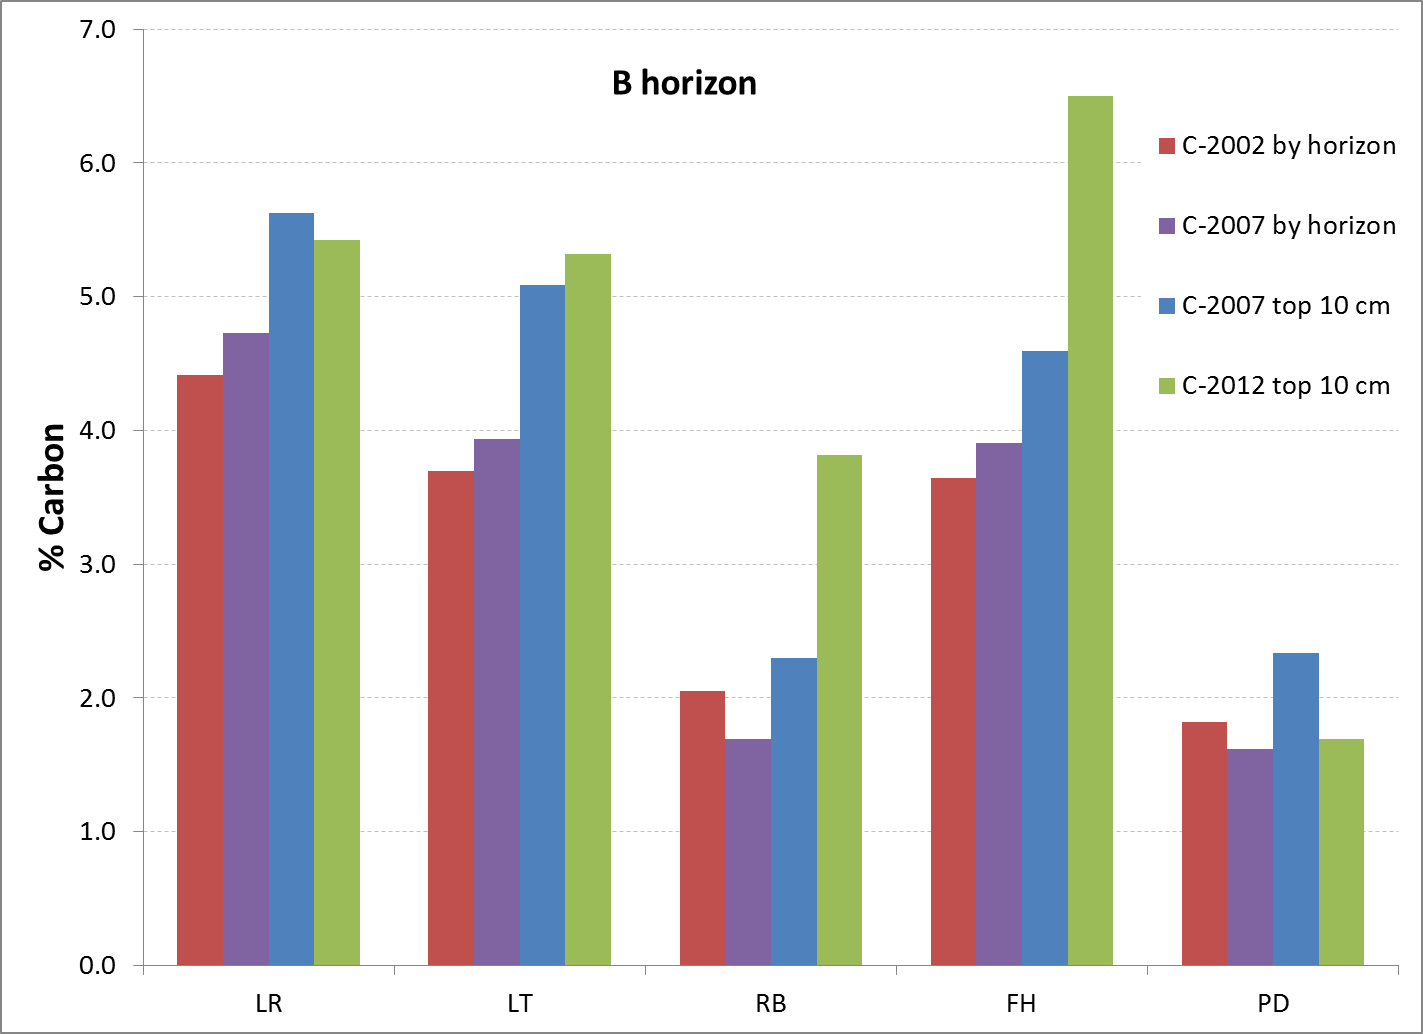 B horizon
% Carbon
7.0
6.0
5.0
4.0
3.0
2.0
1.0
0.0
LR
LT
RB
FH
PD
C-2002 by horizon
C-2007 by horizon
C-2007 top 10 cm
C-2012 top 10 cm